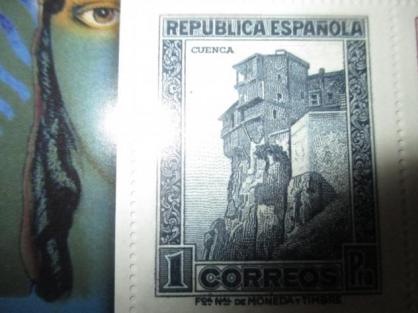 REPUBLICA ESPAÑOLA
CUENCA
1 CORREOS Pta
Fca Nal DE MONEDA Y TIMBRE